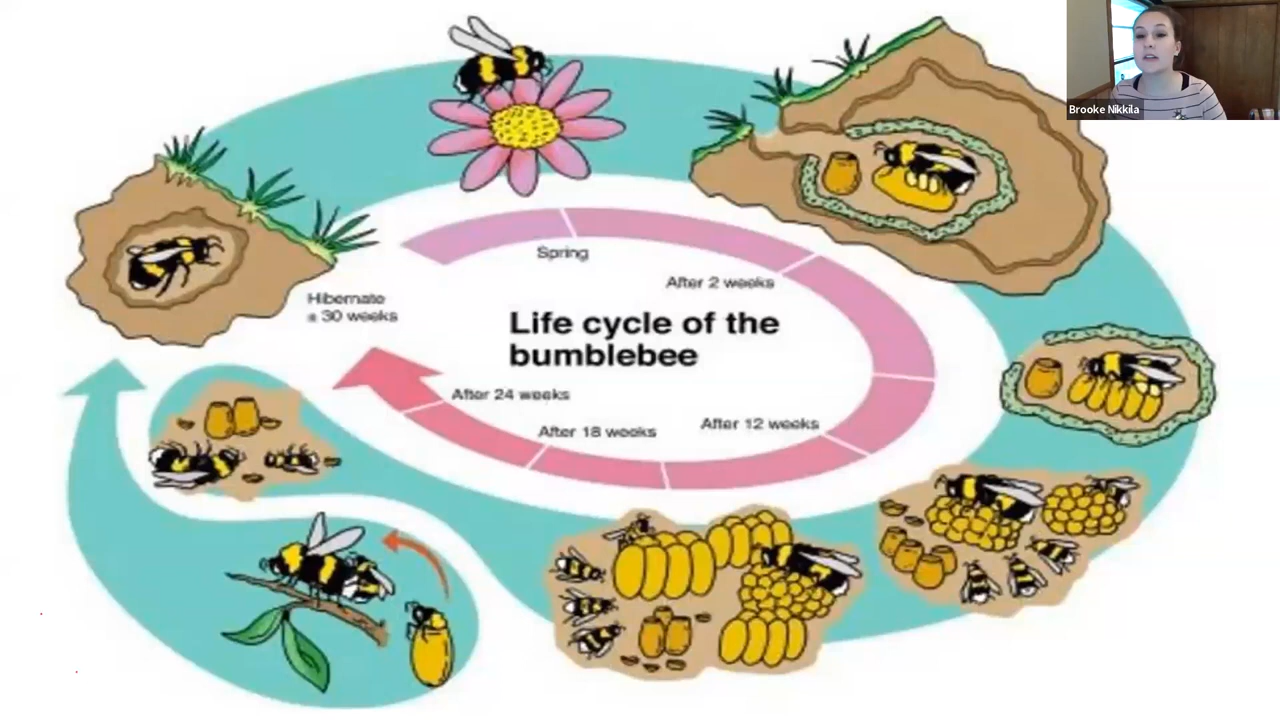 Brooke Nikkila
Spring
After 2 weeks
Hibernate
± 30 weeks
Life cycle of the
bumblebee
After 24 weeks
After 18 weeks
After 12 weeks